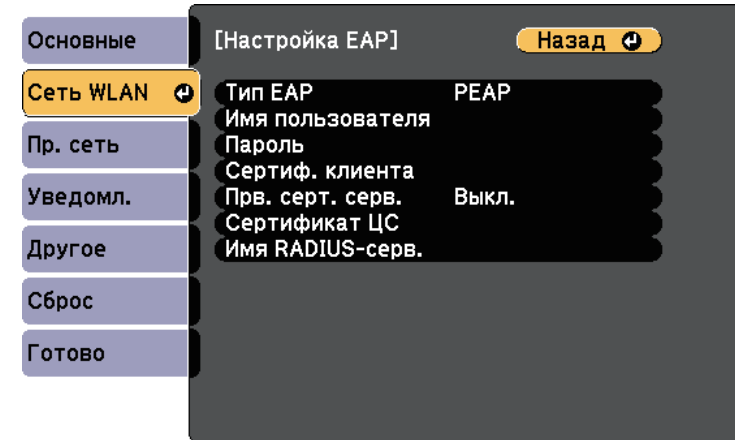 Основные
Сеть WLAN
Пр. сеть
Уведомл.
Другое
Сброс
Готово
[Настройка EAP]
Назад
Тип EAP PEAP
Имя пользователя
Пароль
Сертиф. клиента
Прв. серт. серв. Выкл.
Сертификат ЦС
Имя RADIUS-серв.